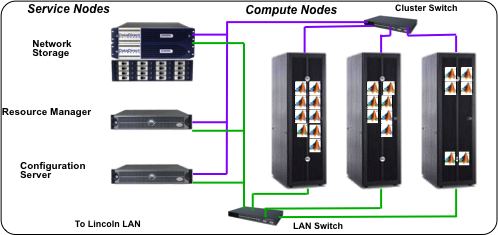 Service Nodes
Compute Nodes
Cluster Switch
Network
Storage
Resource Manager
Configuration
Server
To Lincoln LAN
LAN Switch